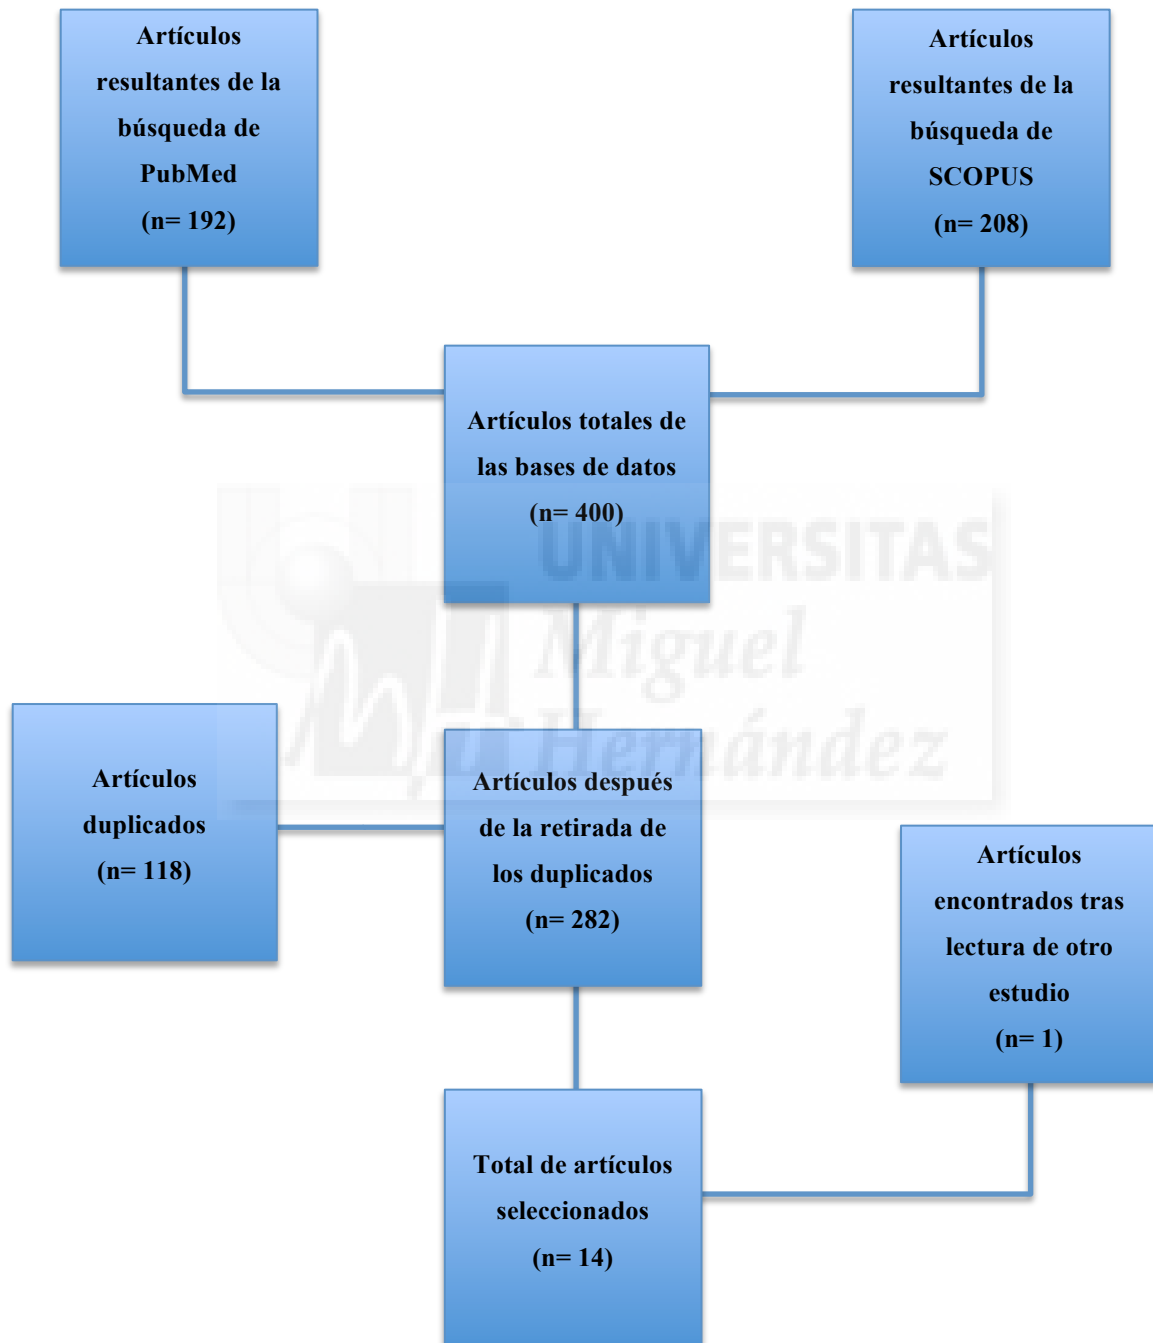 Artículos
resultantes de la
búsqueda de
PubMed
(n= 192)
Artículos
resultantes de la
búsqueda de
SCOPUS
(n= 208)
Artículos totales de
las bases de datos
(n= 400)
UNIVERSITAS
Miguel
Hernández
Artículos
duplicados
(n= 118)
Artículos después
de la retirada de
los duplicados
(n= 282)
Artículos
encontrados tras
lectura de otro
estudio
(n= 1)
Total de artículos
seleccionados
(n= 14)